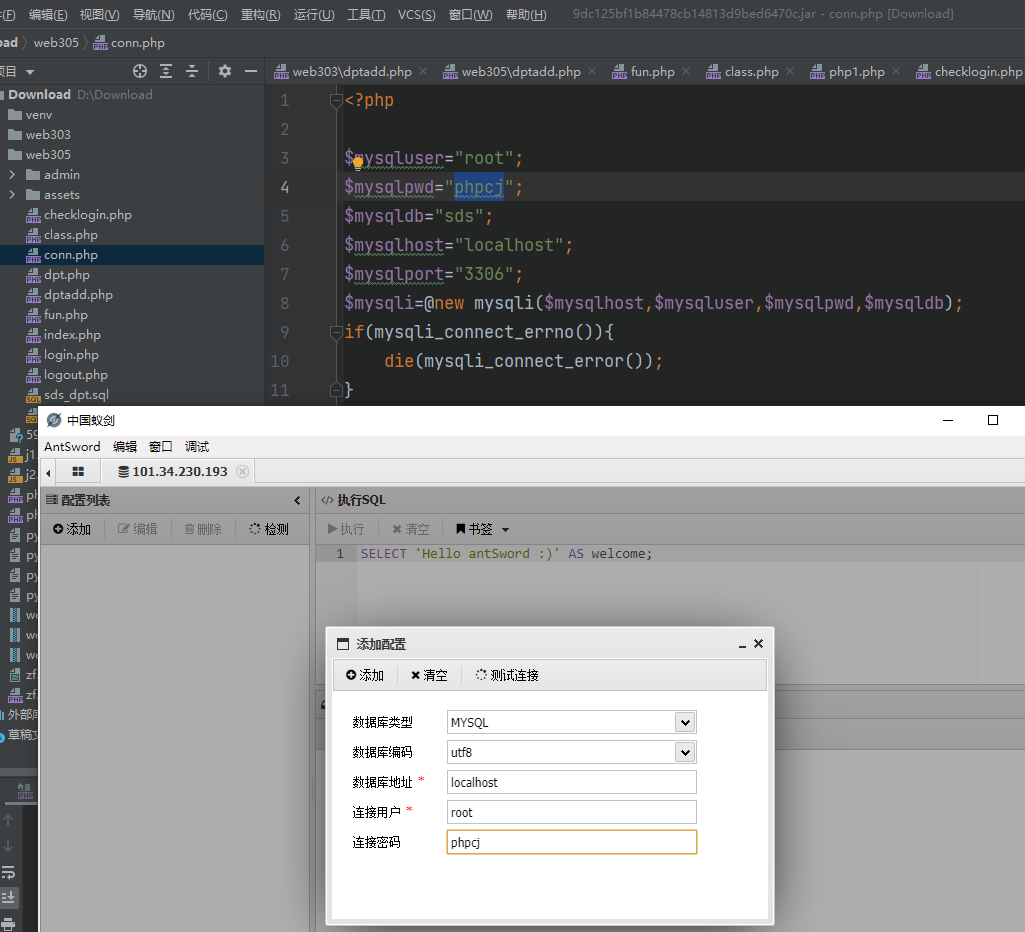 (F) 编辑(E) 视图(V) 导航(N) 代码(C) 重构(R) 运行(U) 工具(T) VCS(S) 窗口(W) 帮助(H) 9dc125bf1b84478cb14813d9bed6470c.jar - conn.php [Download]
oad web305 conn.php
项目 web303\dptadd.php web305\dptadd.php fun.php class.php php1.php checklogin.php
Download D:\Download
venv
web303
web305
admin
assets
checklogin.php
class.php
conn.php
dpt.php
dptadd.php
fun.php
index.php
login.php
logout.php
sds_dpt.sql
59
j1
j2
ph
ph
py
py
py
py
we
we
we
zf
zf
外部库
草稿文
1 <?php
2
3 $mysqluser="root";
4 $mysqlpwd="phpcj";
5 $mysqldb="sds";
6 $mysqlhost="localhost";
7 $mysqlport="3306";
8 $mysqli=@new mysqli($mysqlhost,$mysqluser,$mysqlpwd,$mysqldb);
9 if(mysqli_connect_errno()){
10 die(mysqli_connect_error());
11 }
中国蚁剑
AntSword 编辑 窗口 调试
101.34.230.193
配置列表
添加 编辑 删除 检测
执行SQL
执行 清空 书签
1 SELECT 'Hello antSword :)' AS welcome;
添加配置
添加 清空 测试连接
数据库类型 MYSQL
数据库编码 utf8
数据库地址 * localhost
连接用户 * root
连接密码 phpcj